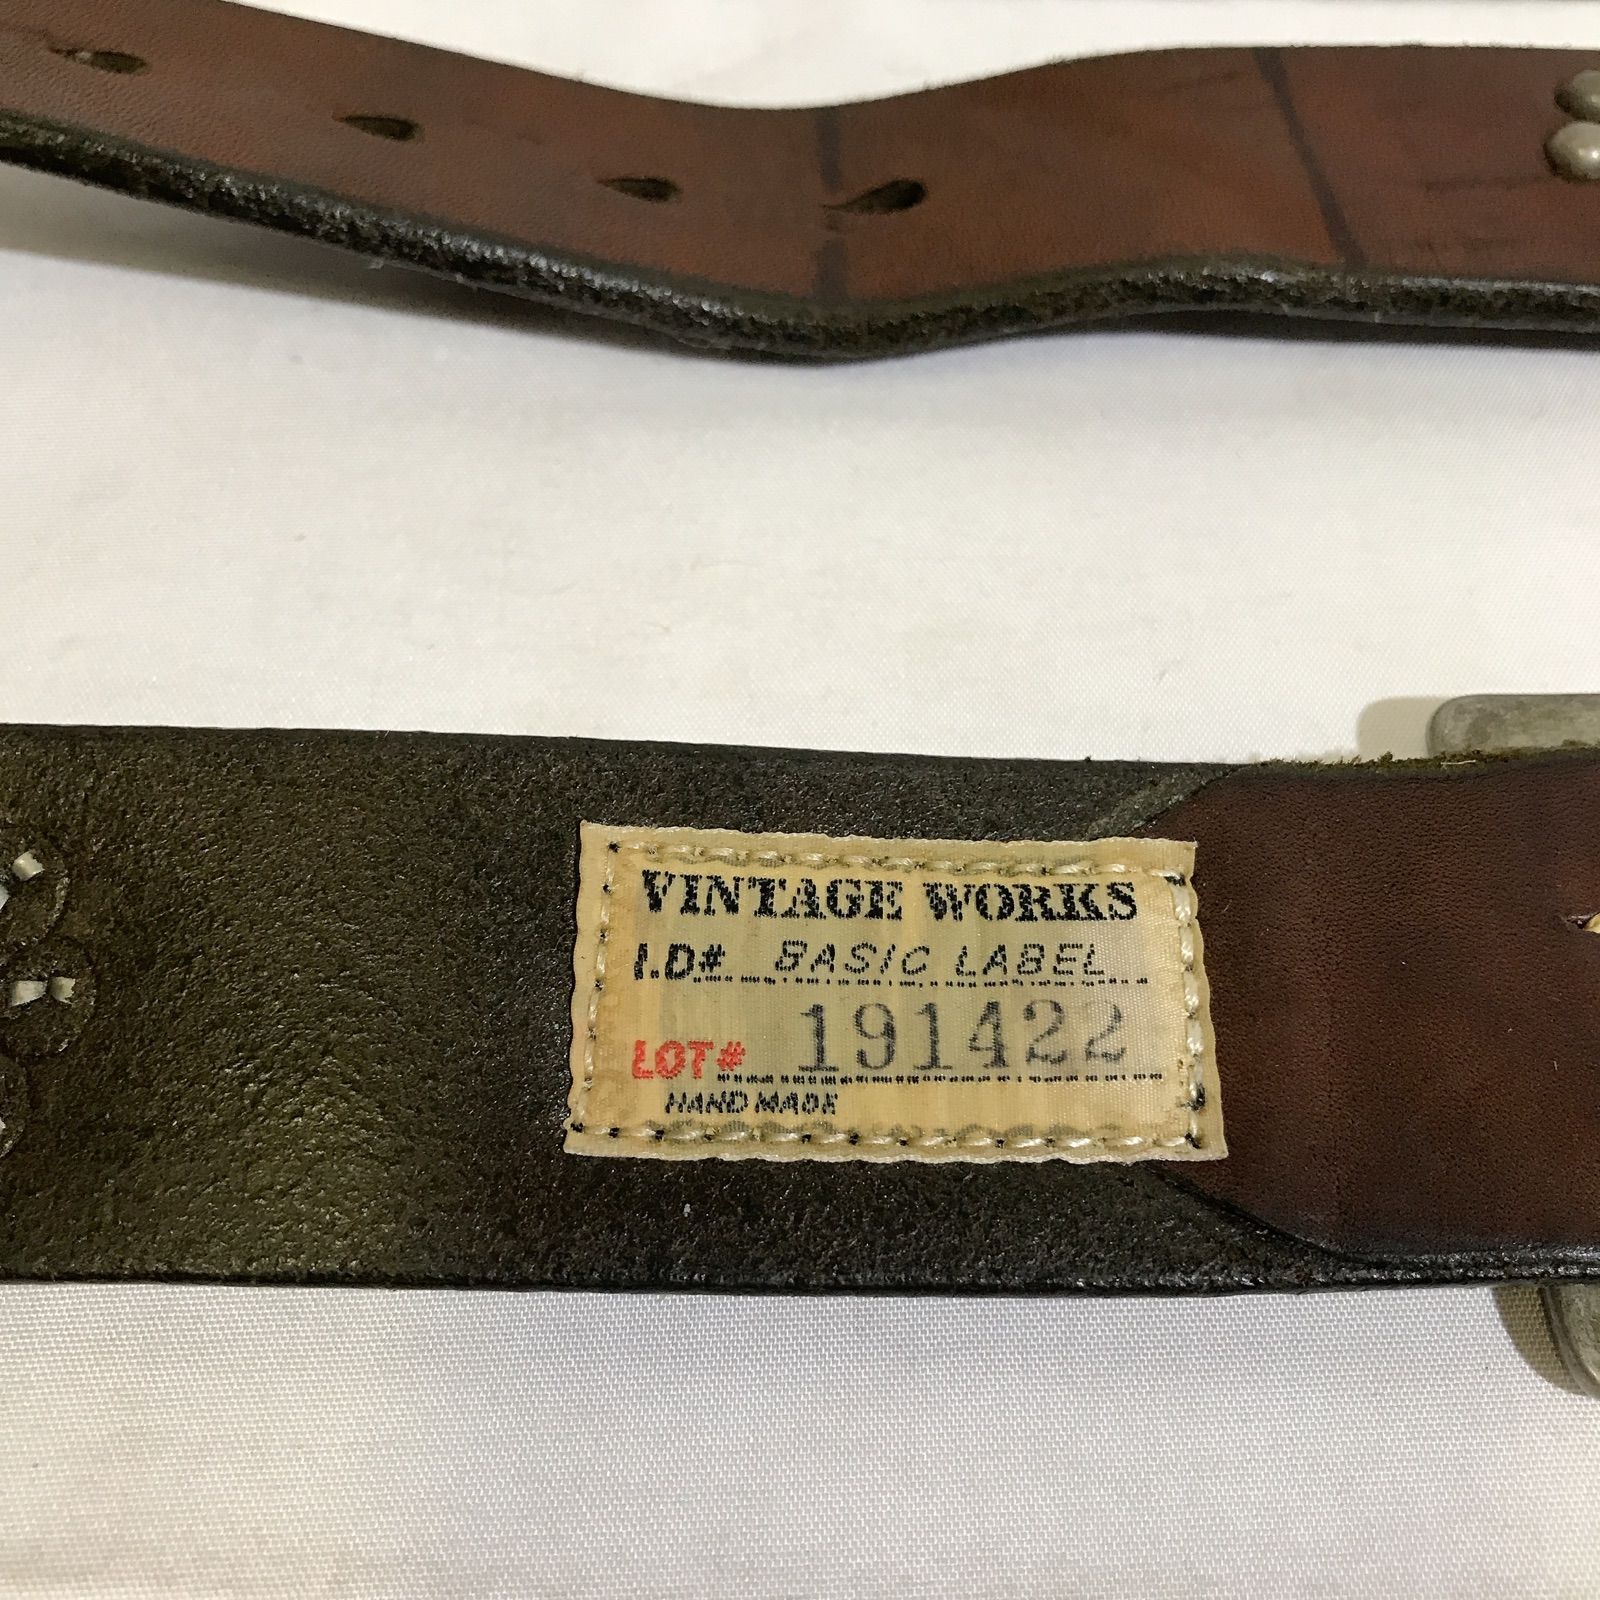 VINTAGE WORKS
I.D# BASIC LABEL
LOT# 191422
HAND MADE